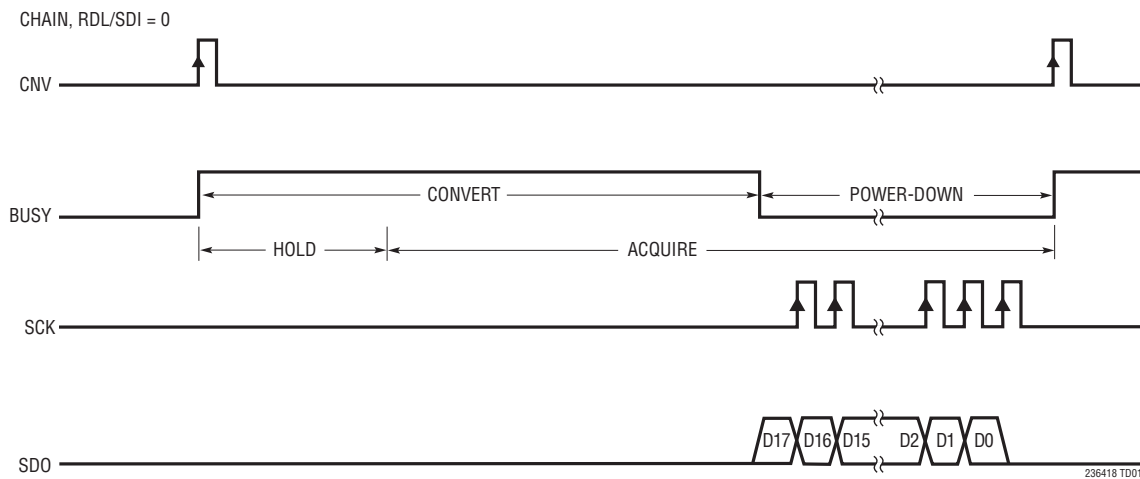 CHAIN, RDL/SDI = 0
CNV
BUSY
CONVERT
POWER-DOWN
HOLD
ACQUIRE
SCK
SDO
D17 D16 D15 D2 D1 D0
236418 TD01